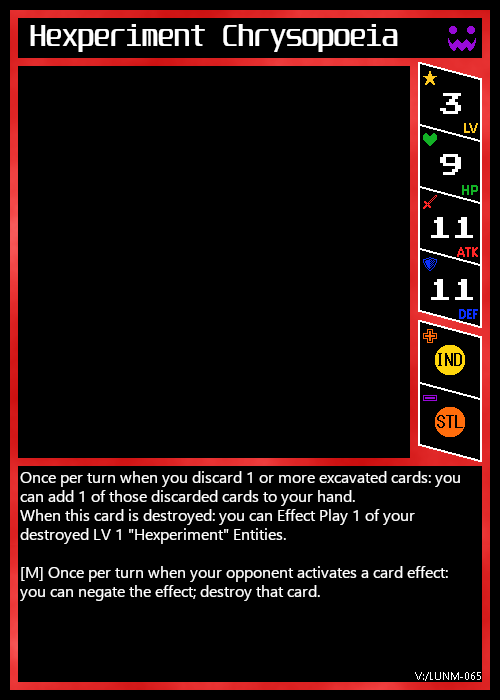 Hexperiment Chrysopoeia
3
LV
9
HP
11
ATK
11
DEF
IND
STL
Once per turn when you discard 1 or more excavated cards: you
can add 1 of those discarded cards to your hand.
When this card is destroyed: you can Effect Play 1 of your
destroyed LV 1 "Hexperiment" Entities.
[M] Once per turn when your opponent activates a card effect:
you can negate the effect; destroy that card.
V:/LUNM-065